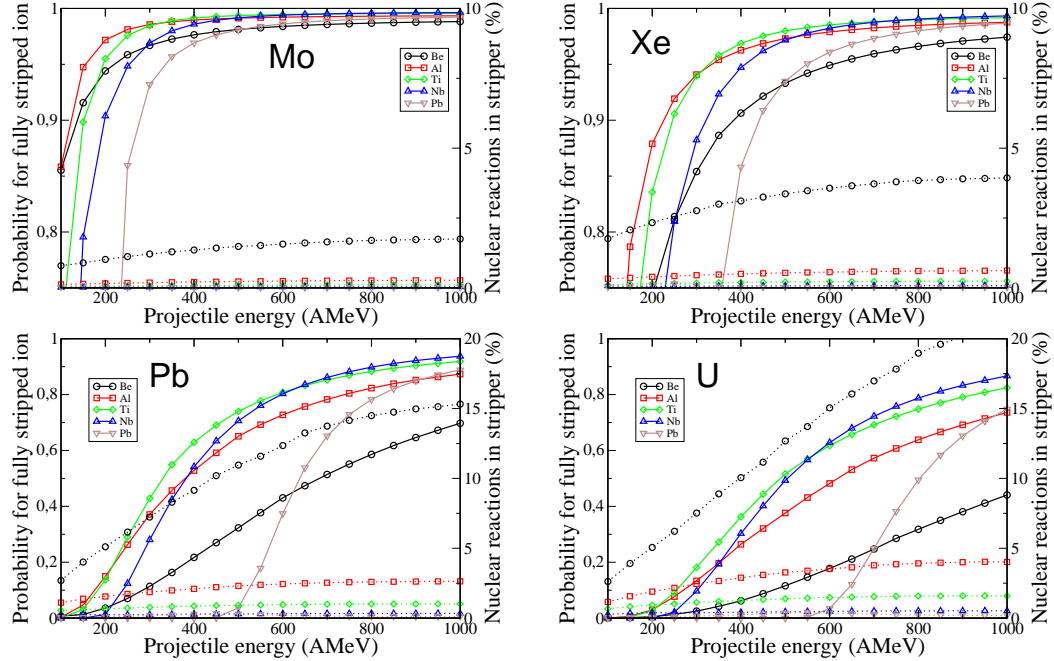 Mo
Probability for fully stripped ion
Nuclear reactions in stripper (%)
1
0,9
0,8
10
5
0
Be
Al
Ti
Nb
Pb
200 400 600 800 1000
Projectile energy (AMeV)
Xe
Probability for fully stripped ion
Nuclear reactions in stripper (%)
1
0,9
0,8
10
5
0
Be
Al
Ti
Nb
Pb
200 400 600 800 1000
Projectile energy (AMeV)
Pb
Probability for fully stripped ion
Nuclear reactions in stripper (%)
1
0.8
0.6
0.4
0.2
0
20
15
10
5
0
Be
Al
Ti
Nb
Pb
200 400 600 800 1000
Projectile energy (AMeV)
U
Probability for fully stripped ion
Nuclear reactions in stripper (%)
1
0.8
0.6
0.4
0.2
0
20
15
10
5
0
Be
Al
Ti
Nb
Pb
200 400 600 800 1000
Projectile energy (AMeV)